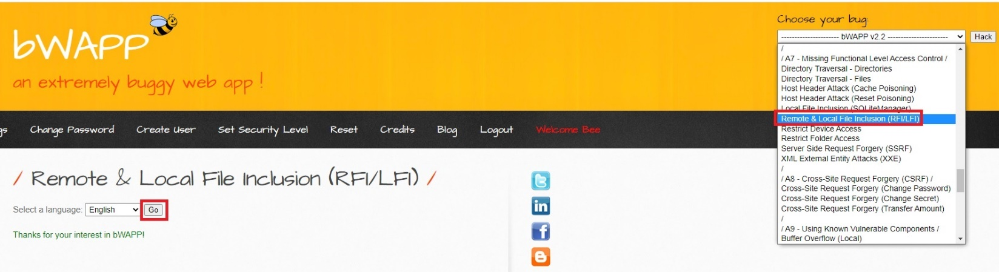 Choose your bug:
bWAPP
---------------------- bWAPP v2.2 -----------------------
Hack
an extremely buggy web app !
/
/ A7 - Missing Functional Level Access Control /
Directory Traversal - Directories
Directory Traversal - Files
Host Header Attack (Cache Poisoning)
Host Header Attack (Reset Poisoning)
Local File Inclusion (SQLiteManager)
Remote & Local File Inclusion (RFI/LFI)
Restrict Device Access
Restrict Folder Access
Server Side Request Forgery (SSRF)
XML External Entity Attacks (XXE)
/
/ A8 - Cross-Site Request Forgery (CSRF) /
Cross-Site Request Forgery (Change Password)
Cross-Site Request Forgery (Change Secret)
Cross-Site Request Forgery (Transfer Amount)
/
/ A9 - Using Known Vulnerable Components /
Buffer Overflow (Local)
gs Change Password Create User Set Security Level Reset Credits Blog Logout Welcome Bee
/ Remote & Local File Inclusion (RFI/LFI) /
Select a language: English Go
Thanks for your interest in bWAPP!